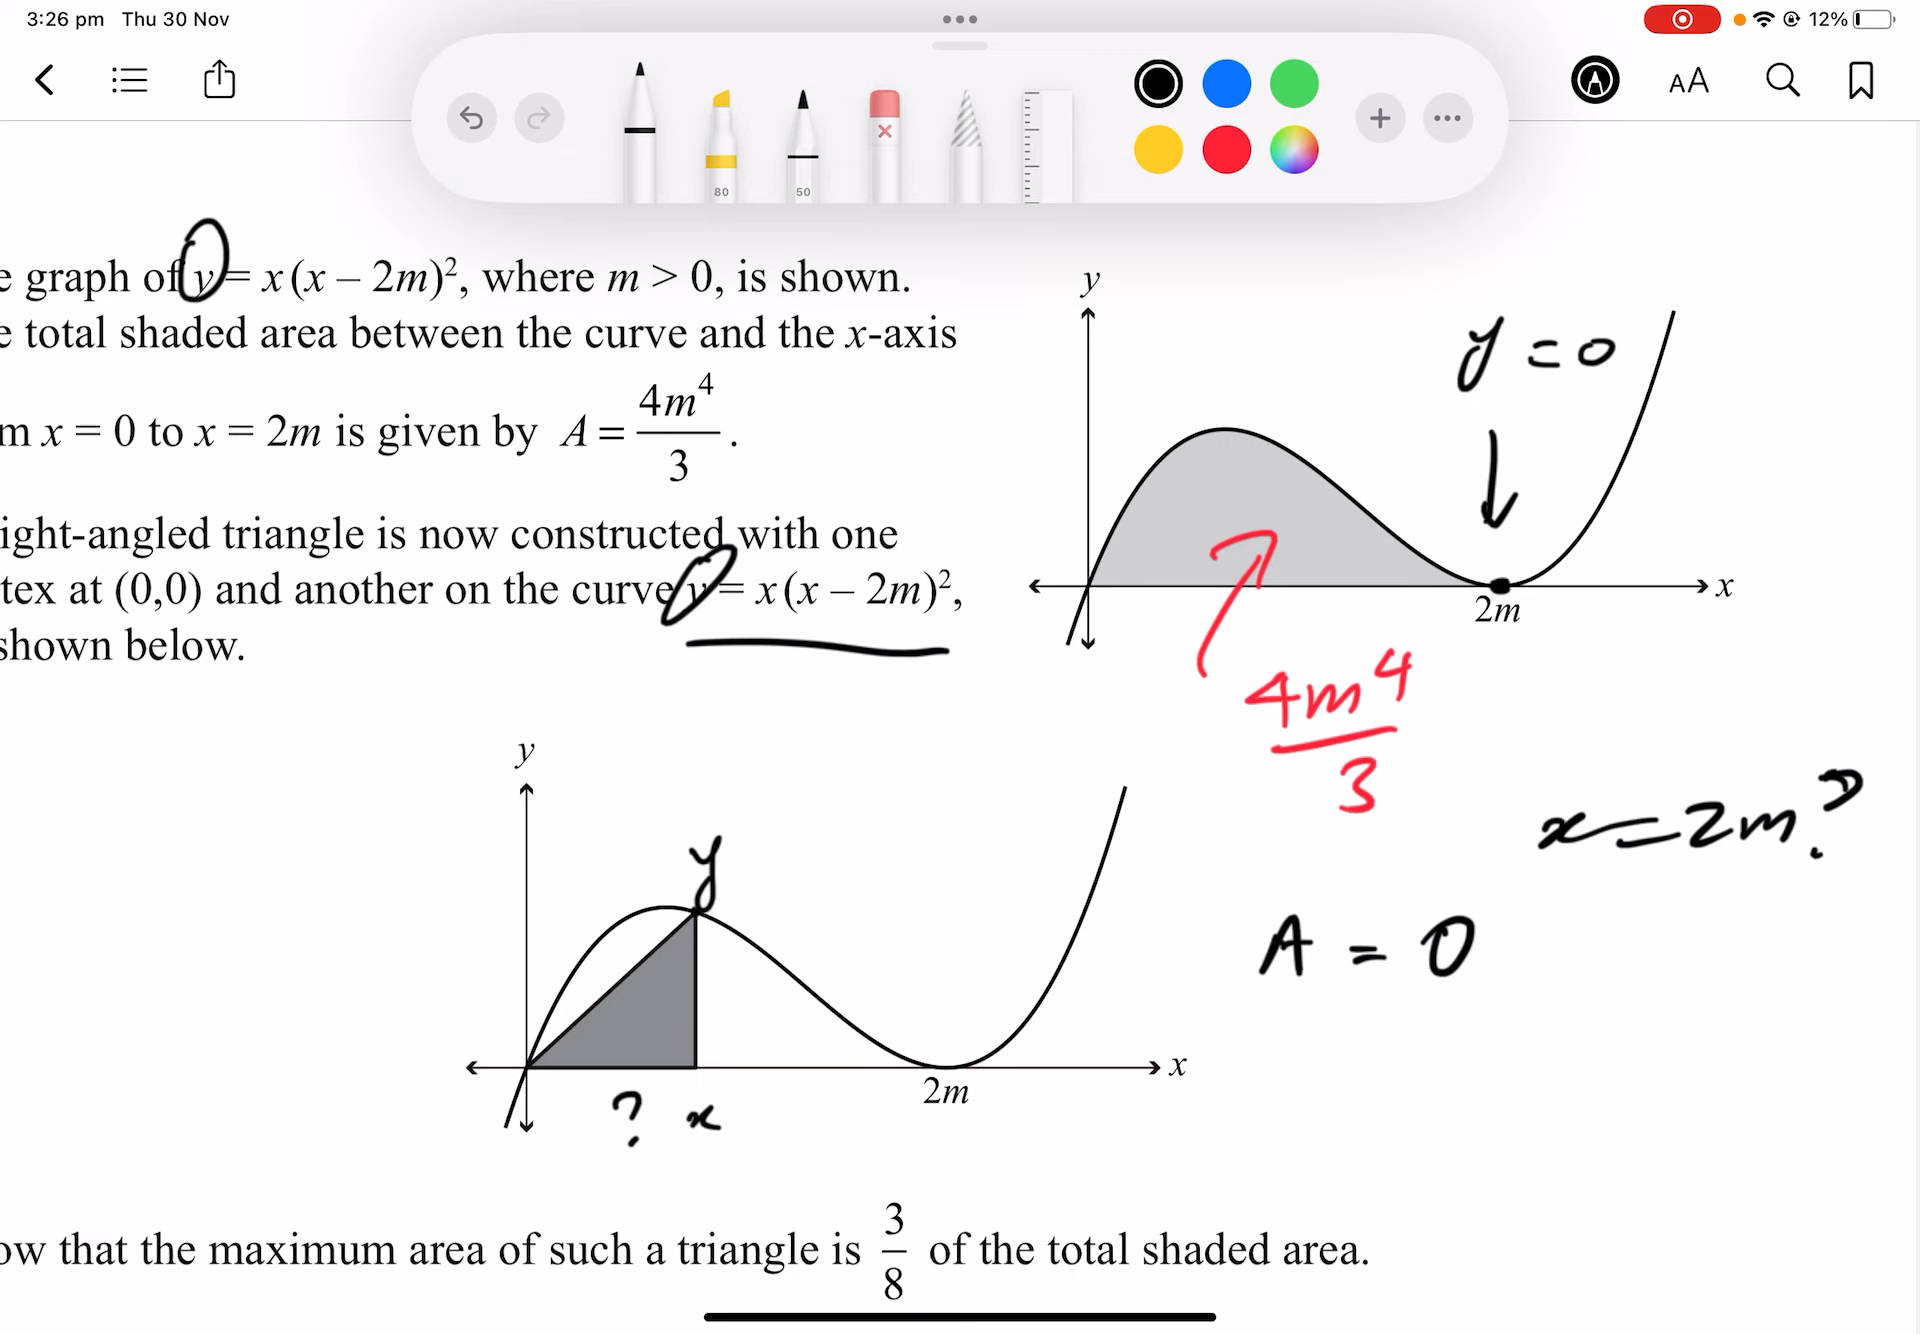 3:26 pm Thu 30 Nov
12%
AA
80
50
e graph of y = x(x – 2m)², where m > 0, is shown.
e total shaded area between the curve and the x-axis
m x = 0 to x = 2m is given by A = 4m⁴/3.
ight-angled triangle is now constructed with one
tex at (0,0) and another on the curve y = x(x – 2m)²,
shown below.
y
y = 0
x
2m
4m⁴/3
x = 2m?
A = 0
y
y
x
2m
? x
ow that the maximum area of such a triangle is 3/8 of the total shaded area.